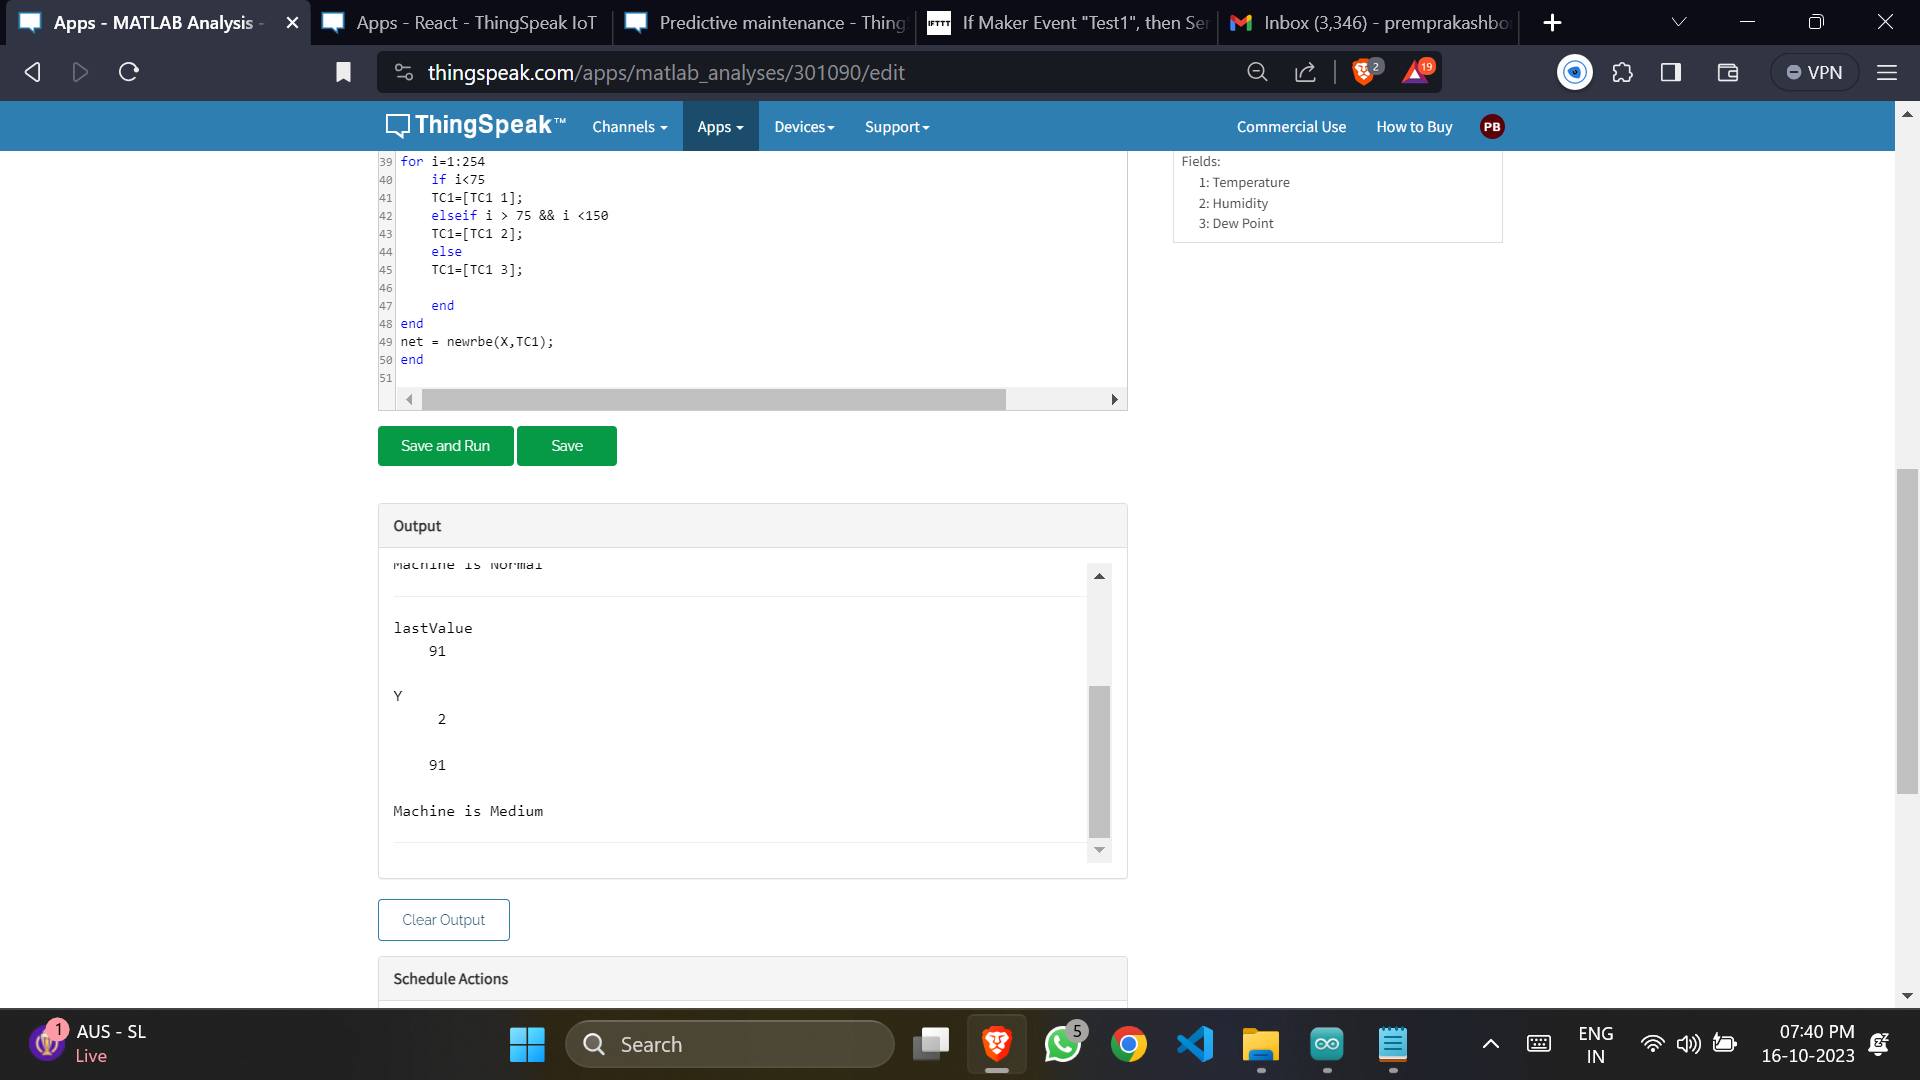 Apps - MATLAB Analysis -
Apps - React - ThingSpeak IoT
Predictive maintenance - Thing
IFTTT
If Maker Event "Test1", then Ser
Inbox (3,346) - premprakashbo
thingspeak.com/apps/matlab_analyses/301090/edit
2
19
VPN
ThingSpeak™
Channels
Apps
Devices
Support
Commercial Use
How to Buy
PB
39 for i=1:254
40 if i<75
41 TC1=[TC1 1];
42 elseif i > 75 && i <150
43 TC1=[TC1 2];
44 else
45 TC1=[TC1 3];
46
47 end
48 end
49 net = newrbe(X,TC1);
50 end
51
Fields:
1: Temperature
2: Humidity
3: Dew Point
Save and Run
Save
Output
Machine is Normal
lastValue
91
Y
2
91
Machine is Medium
Clear Output
Schedule Actions
1
AUS - SL
Live
Search
5
ENG
IN
07:40 PM
16-10-2023